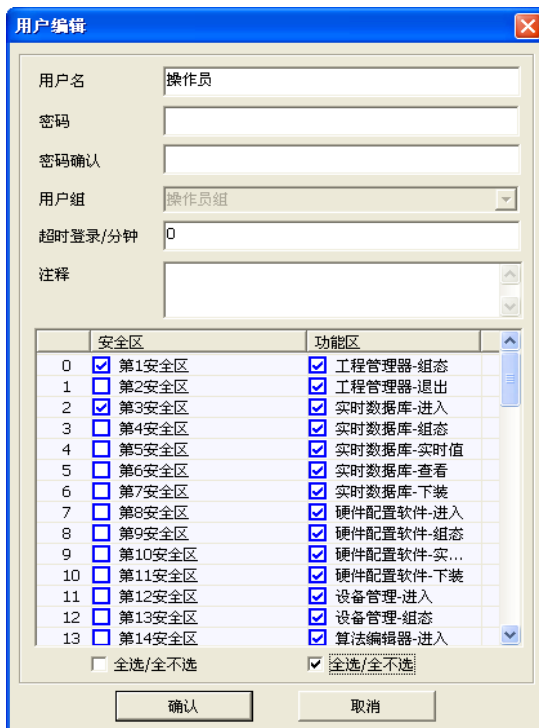 用户编辑
用户名 操作员
密码
密码确认
用户组 操作员组
超时登录/分钟 0
注释
安全区 功能区
0 第1安全区 工程管理器-组态
1 第2安全区 工程管理器-退出
2 第3安全区 实时数据库-进入
3 第4安全区 实时数据库-组态
4 第5安全区 实时数据库-实时值
5 第6安全区 实时数据库-查看
6 第7安全区 实时数据库-下装
7 第8安全区 硬件配置软件-进入
8 第9安全区 硬件配置软件-组态
9 第10安全区 硬件配置软件-实...
10 第11安全区 硬件配置软件-下装
11 第12安全区 设备管理-进入
12 第13安全区 设备管理-组态
13 第14安全区 算法编辑器-进入
全选/全不选 全选/全不选
确认 取消